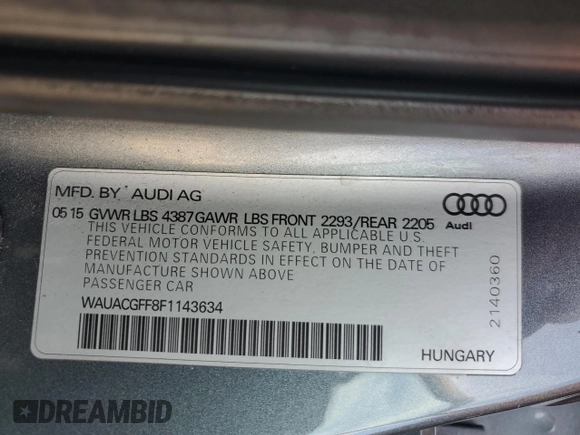 MFD. BY AUDI AG
05 15 GVWR LBS 4387 GAWR LBS FRONT 2293/REAR 2205
THIS VEHICLE CONFORMS TO ALL APPLICABLE U.S.
FEDERAL MOTOR VEHICLE SAFETY, BUMPER AND THEFT
PREVENTION STANDARDS IN EFFECT ON THE DATE OF
MANUFACTURE SHOWN ABOVE
PASSENGER CAR
WAUACGFF8F1143634
Audi
2140360
HUNGARY
DREAMBID